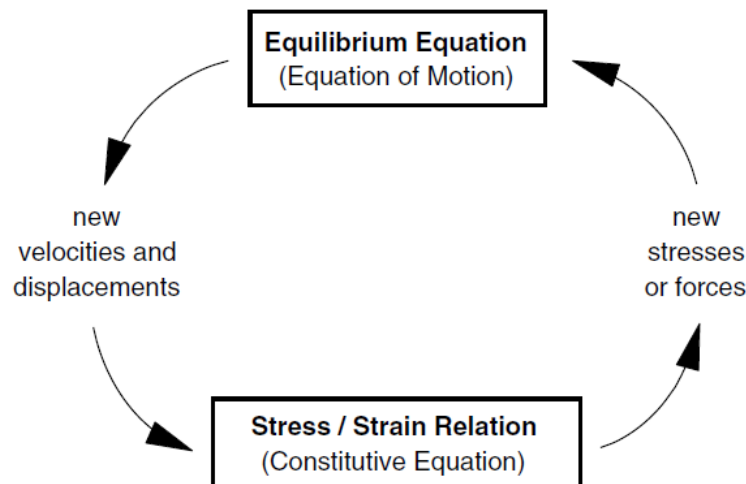 Equilibrium Equation
(Equation of Motion)
new
velocities and
displacements
new
stresses
or forces
Stress / Strain Relation
(Constitutive Equation)